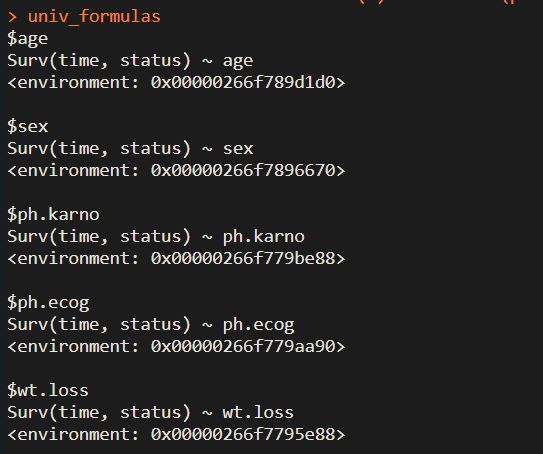 > univ_formulas
$age
Surv(time, status) ~ age
<environment: 0x00000266f789d1d0>
$sex
Surv(time, status) ~ sex
<environment: 0x00000266f7896670>
$ph.karno
Surv(time, status) ~ ph.karno
<environment: 0x00000266f779be88>
$ph.ecog
Surv(time, status) ~ ph.ecog
<environment: 0x00000266f779aa90>
$wt.loss
Surv(time, status) ~ wt.loss
<environment: 0x00000266f7795e88>